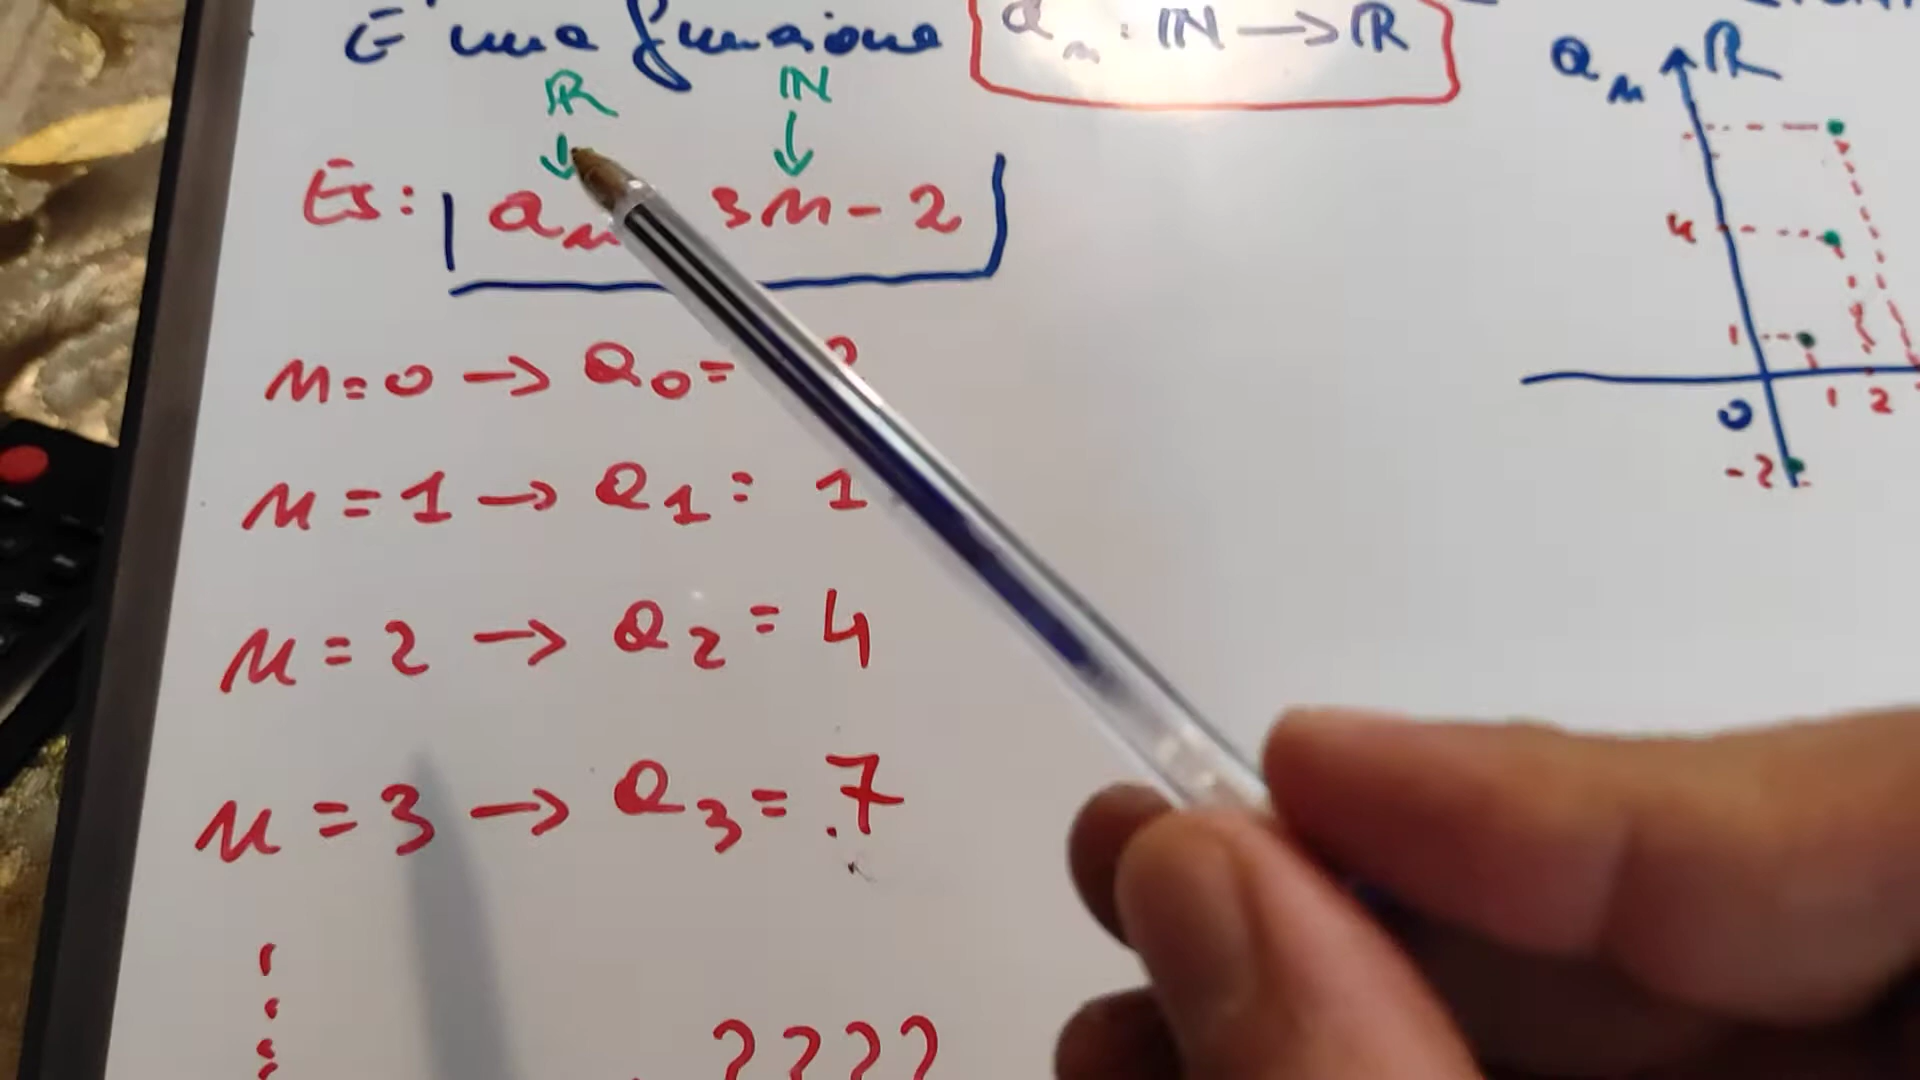 È una funzione aₙ: ℕ → ℝ
ℝ ℕ
↓ ↓
Es: aₙ 3n-2
n=0 → a₀=
n=1 → a₁= 1
n=2 → a₂= 4
n=3 → a₃= 7
????
aₙ ℝ
4
1
0 1 2
-2